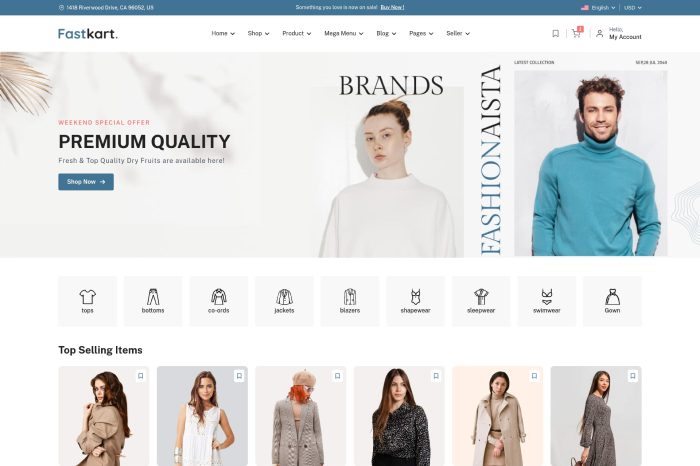 1418 Riverwood Drive, CA 96052, US
Something you love is now on sale! Buy Now !
English
USD
Fastkart.
Home
Shop
Product
Mega Menu
Blog
Pages
Seller
2
Hello,
My Account
WEEKEND SPECIAL OFFER
PREMIUM QUALITY
Fresh & Top Quality Dry Fruits are available here!
Shop Now
BRANDS
FASHIONAISTA
LATEST COLLECTION
tops
bottoms
co-ords
jackets
blazers
shapewear
sleepwear
swimwear
Gown
Top Selling Items